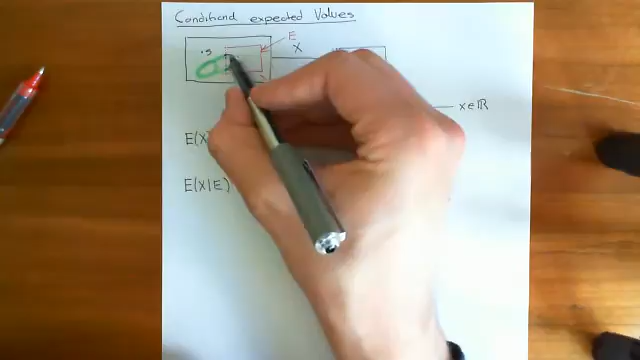 Conditional expected Values
E
.s
X
x∈ℝ
E(X
E(X|E)